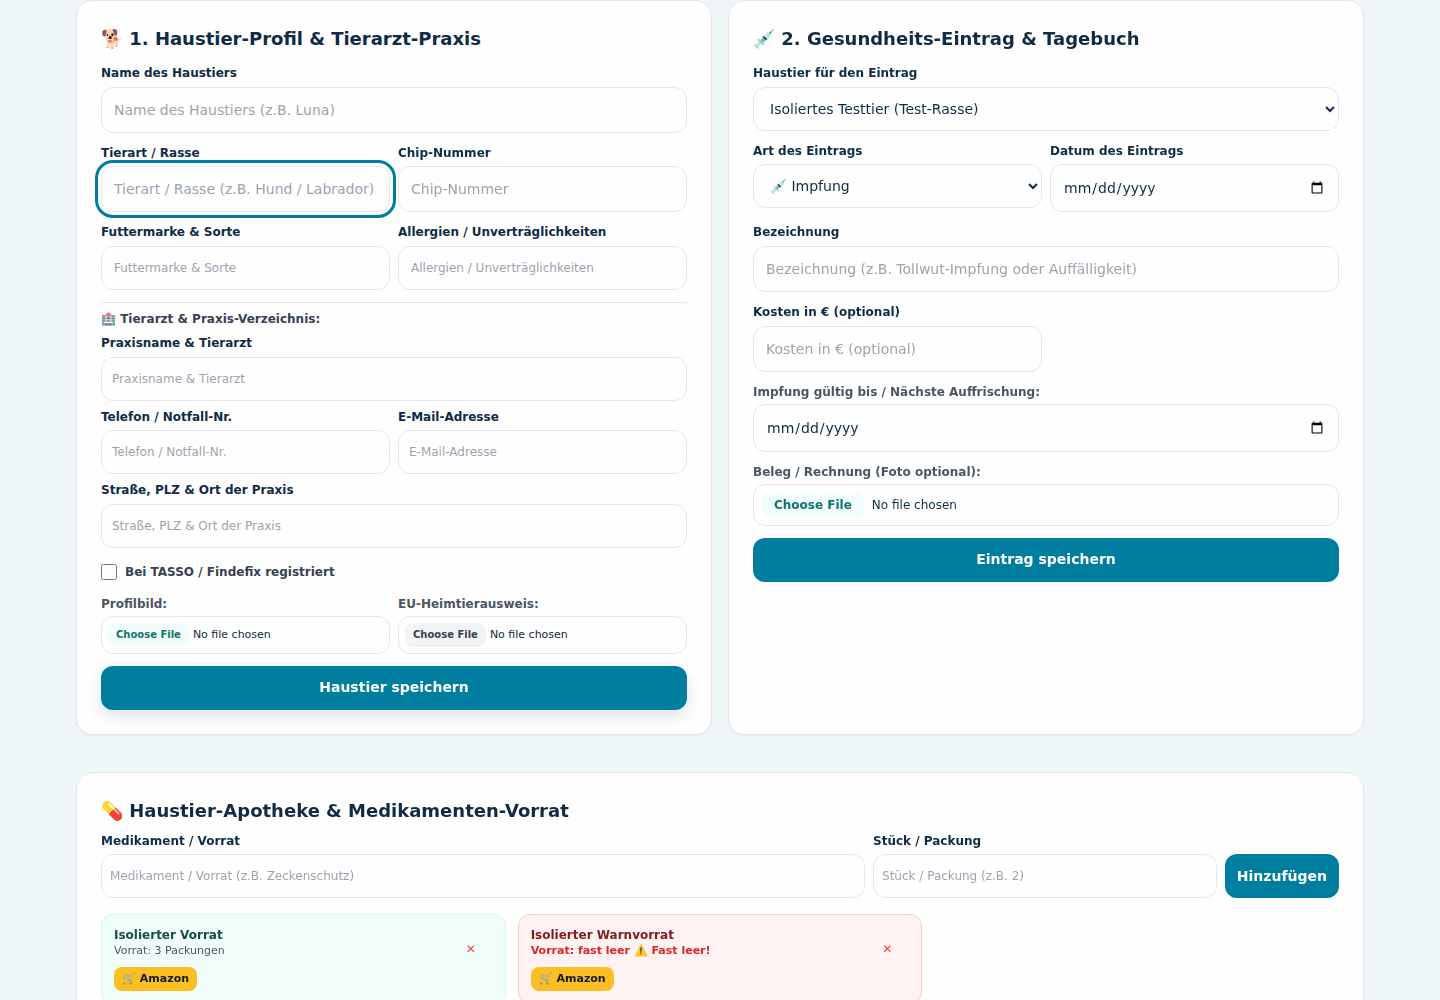 🐕 1. Haustier-Profil & Tierarzt-Praxis
Name des Haustiers
Name des Haustiers (z.B. Luna)
Tierart / Rasse
Chip-Nummer
Tierart / Rasse (z.B. Hund / Labrador)
Chip-Nummer
Futtermarke & Sorte
Allergien / Unverträglichkeiten
Futtermarke & Sorte
Allergien / Unverträglichkeiten
🏥 Tierarzt & Praxis-Verzeichnis:
Praxisname & Tierarzt
Praxisname & Tierarzt
Telefon / Notfall-Nr.
E-Mail-Adresse
Telefon / Notfall-Nr.
E-Mail-Adresse
Straße, PLZ & Ort der Praxis
Straße, PLZ & Ort der Praxis
Bei TASSO / Findefix registriert
Profilbild:
EU-Heimtierausweis:
Choose File No file chosen
Choose File No file chosen
Haustier speichern
💉 2. Gesundheits-Eintrag & Tagebuch
Haustier für den Eintrag
Isoliertes Testtier (Test-Rasse)
Art des Eintrags
Datum des Eintrags
💉 Impfung
mm/dd/yyyy
Bezeichnung
Bezeichnung (z.B. Tollwut-Impfung oder Auffälligkeit)
Kosten in € (optional)
Kosten in € (optional)
Impfung gültig bis / Nächste Auffrischung:
mm/dd/yyyy
Beleg / Rechnung (Foto optional):
Choose File No file chosen
Eintrag speichern
💊 Haustier-Apotheke & Medikamenten-Vorrat
Medikament / Vorrat
Stück / Packung
Medikament / Vorrat (z.B. Zeckenschutz)
Stück / Packung (z.B. 2)
Hinzufügen
Isolierter Vorrat
Vorrat: 3 Packungen
×
🛒 Amazon
Isolierter Warnvorrat
Vorrat: fast leer ⚠️ Fast leer!
×
🛒 Amazon